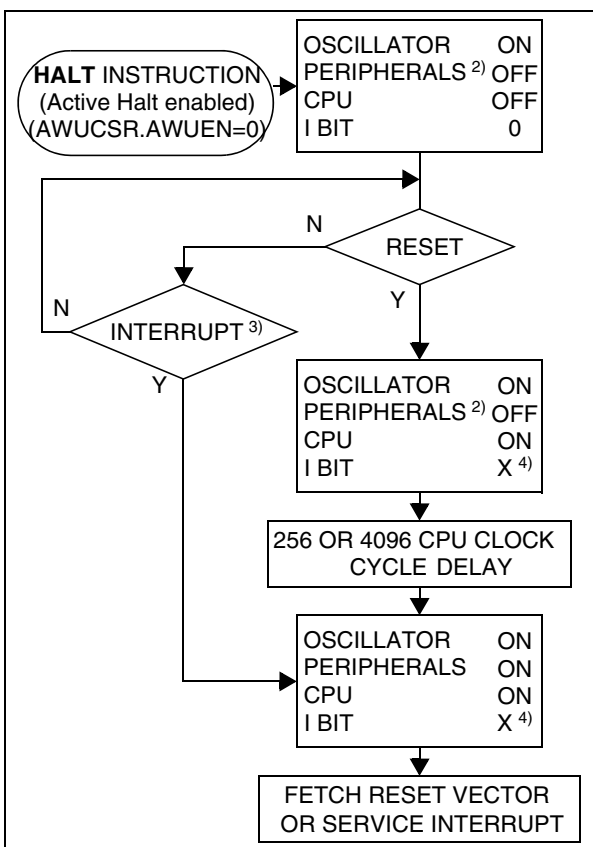 HALT INSTRUCTION
(Active Halt enabled)
(AWUCSR.AWUEN=0)
OSCILLATOR ON
PERIPHERALS 2) OFF
CPU OFF
I BIT 0
N
RESET
Y
N
INTERRUPT 3)
Y
OSCILLATOR ON
PERIPHERALS 2) OFF
CPU ON
I BIT X 4)
256 OR 4096 CPU CLOCK
CYCLE DELAY
OSCILLATOR ON
PERIPHERALS ON
CPU ON
I BIT X 4)
FETCH RESET VECTOR
OR SERVICE INTERRUPT